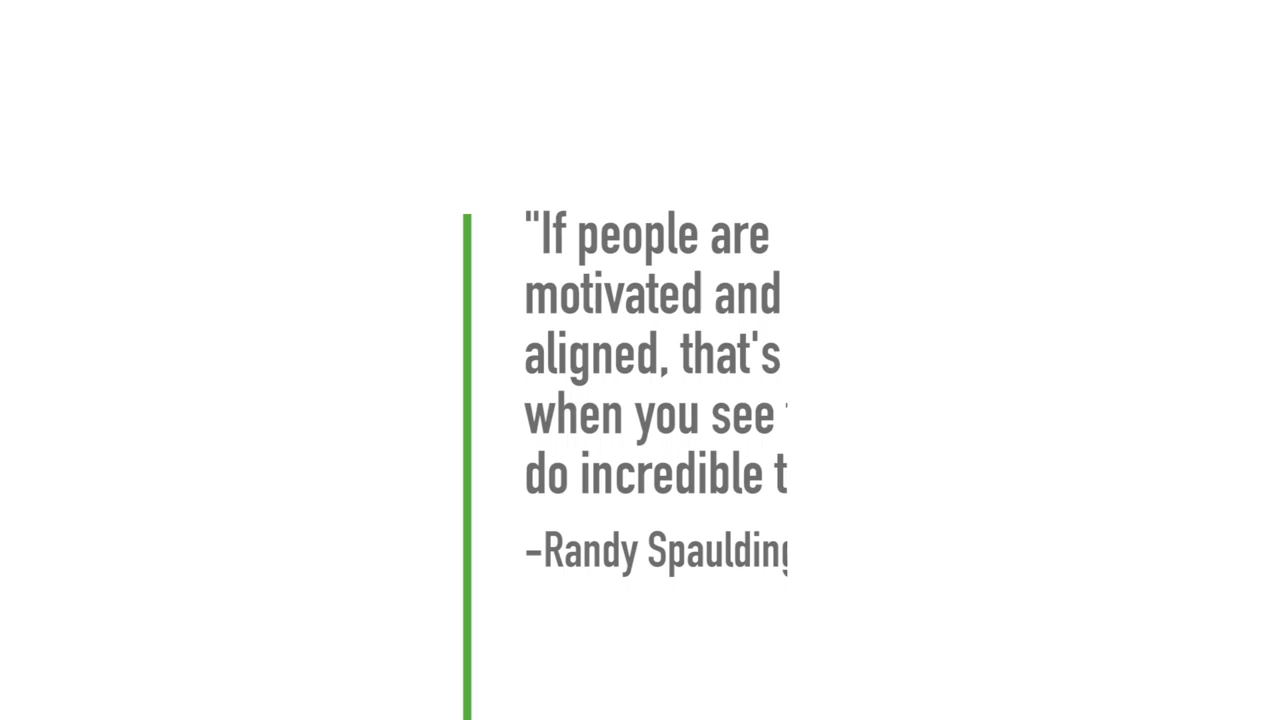 "If people are
motivated and
aligned, that's
when you see
do incredible
–Randy Spaulding